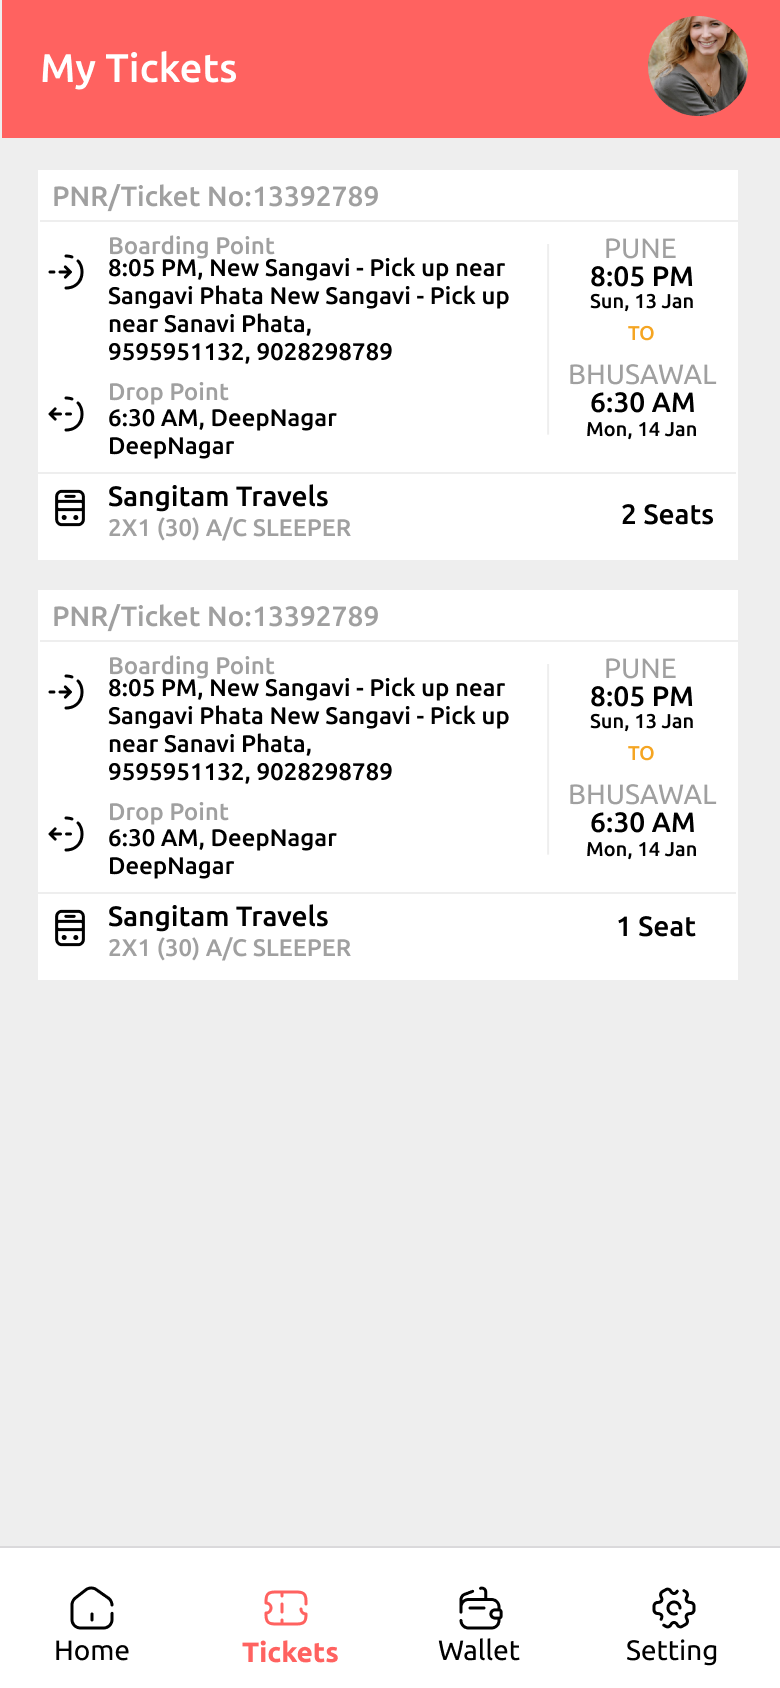 My Tickets
PNR/Ticket No:13392789
Boarding Point
8:05 PM, New Sangavi - Pick up near
Sangavi Phata New Sangavi - Pick up
near Sanavi Phata,
9595951132, 9028298789
Drop Point
6:30 AM, DeepNagar
DeepNagar
PUNE
8:05 PM
Sun, 13 Jan
TO
BHUSAWAL
6:30 AM
Mon, 14 Jan
Sangitam Travels
2X1 (30) A/C SLEEPER
2 Seats
PNR/Ticket No:13392789
Boarding Point
8:05 PM, New Sangavi - Pick up near
Sangavi Phata New Sangavi - Pick up
near Sanavi Phata,
9595951132, 9028298789
Drop Point
6:30 AM, DeepNagar
DeepNagar
PUNE
8:05 PM
Sun, 13 Jan
TO
BHUSAWAL
6:30 AM
Mon, 14 Jan
Sangitam Travels
2X1 (30) A/C SLEEPER
1 Seat
Home
Tickets
Wallet
Setting